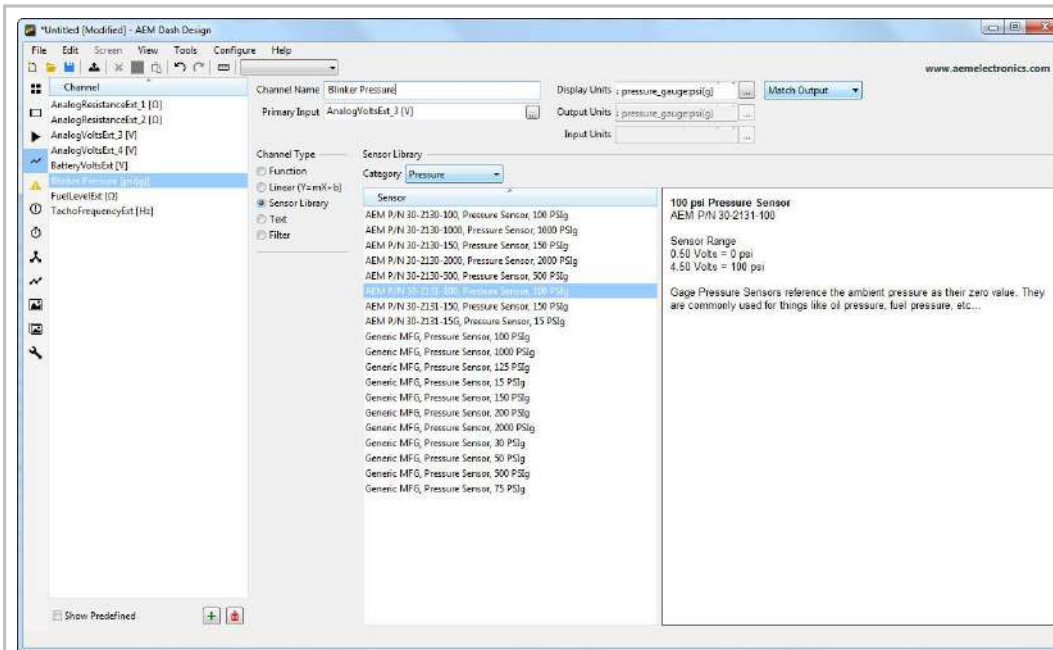 *Untitled [Modified] - AEM Dash Design
File Edit Screen View Tools Configure Help
www.aemelectronics.com
Channel
AnalogResistanceExt_1 [Ω]
AnalogResistanceExt_2 [Ω]
AnalogVoltsExt_3 [V]
AnalogVoltsExt_4 [V]
BatteryVoltsExt [V]
Blinker Pressure [psi(g)]
FuelLevelExt [Ω]
TachoFrequencyExt [Hz]
Show Predefined
Channel Name Blinker Pressure
Primary Input AnalogVoltsExt_3 [V] ...
Display Units : pressure_gauge:psi(g) ... Match Output
Output Units : pressure_gauge:psi(g) ...
Input Units ...
Channel Type
Function
Linear (Y=mX+b)
Sensor Library
Text
Filter
Sensor Library
Category Pressure
Sensor
AEM P/N 30-2130-100, Pressure Sensor, 100 PSIg
AEM P/N 30-2130-1000, Pressure Sensor, 1000 PSIg
AEM P/N 30-2130-150, Pressure Sensor, 150 PSIg
AEM P/N 30-2130-2000, Pressure Sensor, 2000 PSIg
AEM P/N 30-2130-500, Pressure Sensor, 500 PSIg
AEM P/N 30-2131-100, Pressure Sensor, 100 PSIg
AEM P/N 30-2131-150, Pressure Sensor, 150 PSIg
AEM P/N 30-2131-15G, Pressure Sensor, 15 PSIg
Generic MFG, Pressure Sensor, 100 PSIg
Generic MFG, Pressure Sensor, 1000 PSIg
Generic MFG, Pressure Sensor, 125 PSIg
Generic MFG, Pressure Sensor, 15 PSIg
Generic MFG, Pressure Sensor, 150 PSIg
Generic MFG, Pressure Sensor, 200 PSIg
Generic MFG, Pressure Sensor, 2000 PSIg
Generic MFG, Pressure Sensor, 30 PSIg
Generic MFG, Pressure Sensor, 50 PSIg
Generic MFG, Pressure Sensor, 500 PSIg
Generic MFG, Pressure Sensor, 75 PSIg
100 psi Pressure Sensor
AEM P/N 30-2131-100
Sensor Range
0.50 Volts = 0 psi
4.50 Volts = 100 psi
Gage Pressure Sensors reference the ambient pressure as their zero value. They
are commonly used for things like oil pressure, fuel pressure, etc...